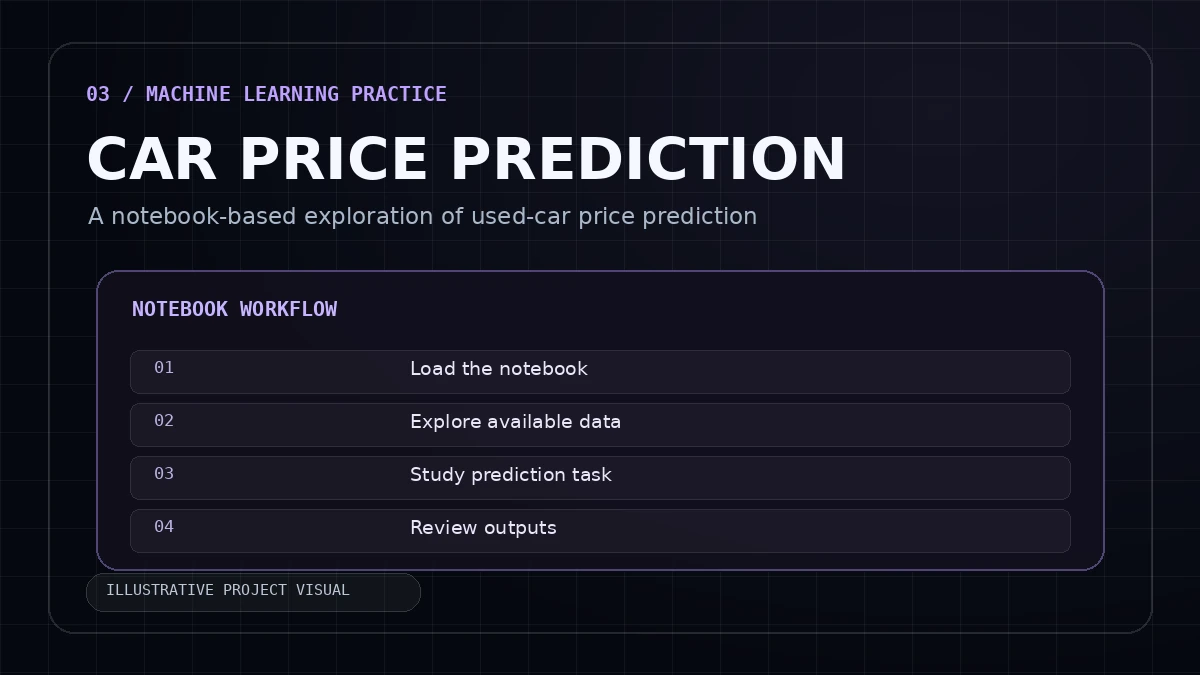 03 / MACHINE LEARNING PRACTICE
CAR PRICE PREDICTION
A notebook-based exploration of used-car price prediction
NOTEBOOK WORKFLOW
01 Load the notebook
02 Explore available data
03 Study prediction task
04 Review outputs
ILLUSTRATIVE PROJECT VISUAL